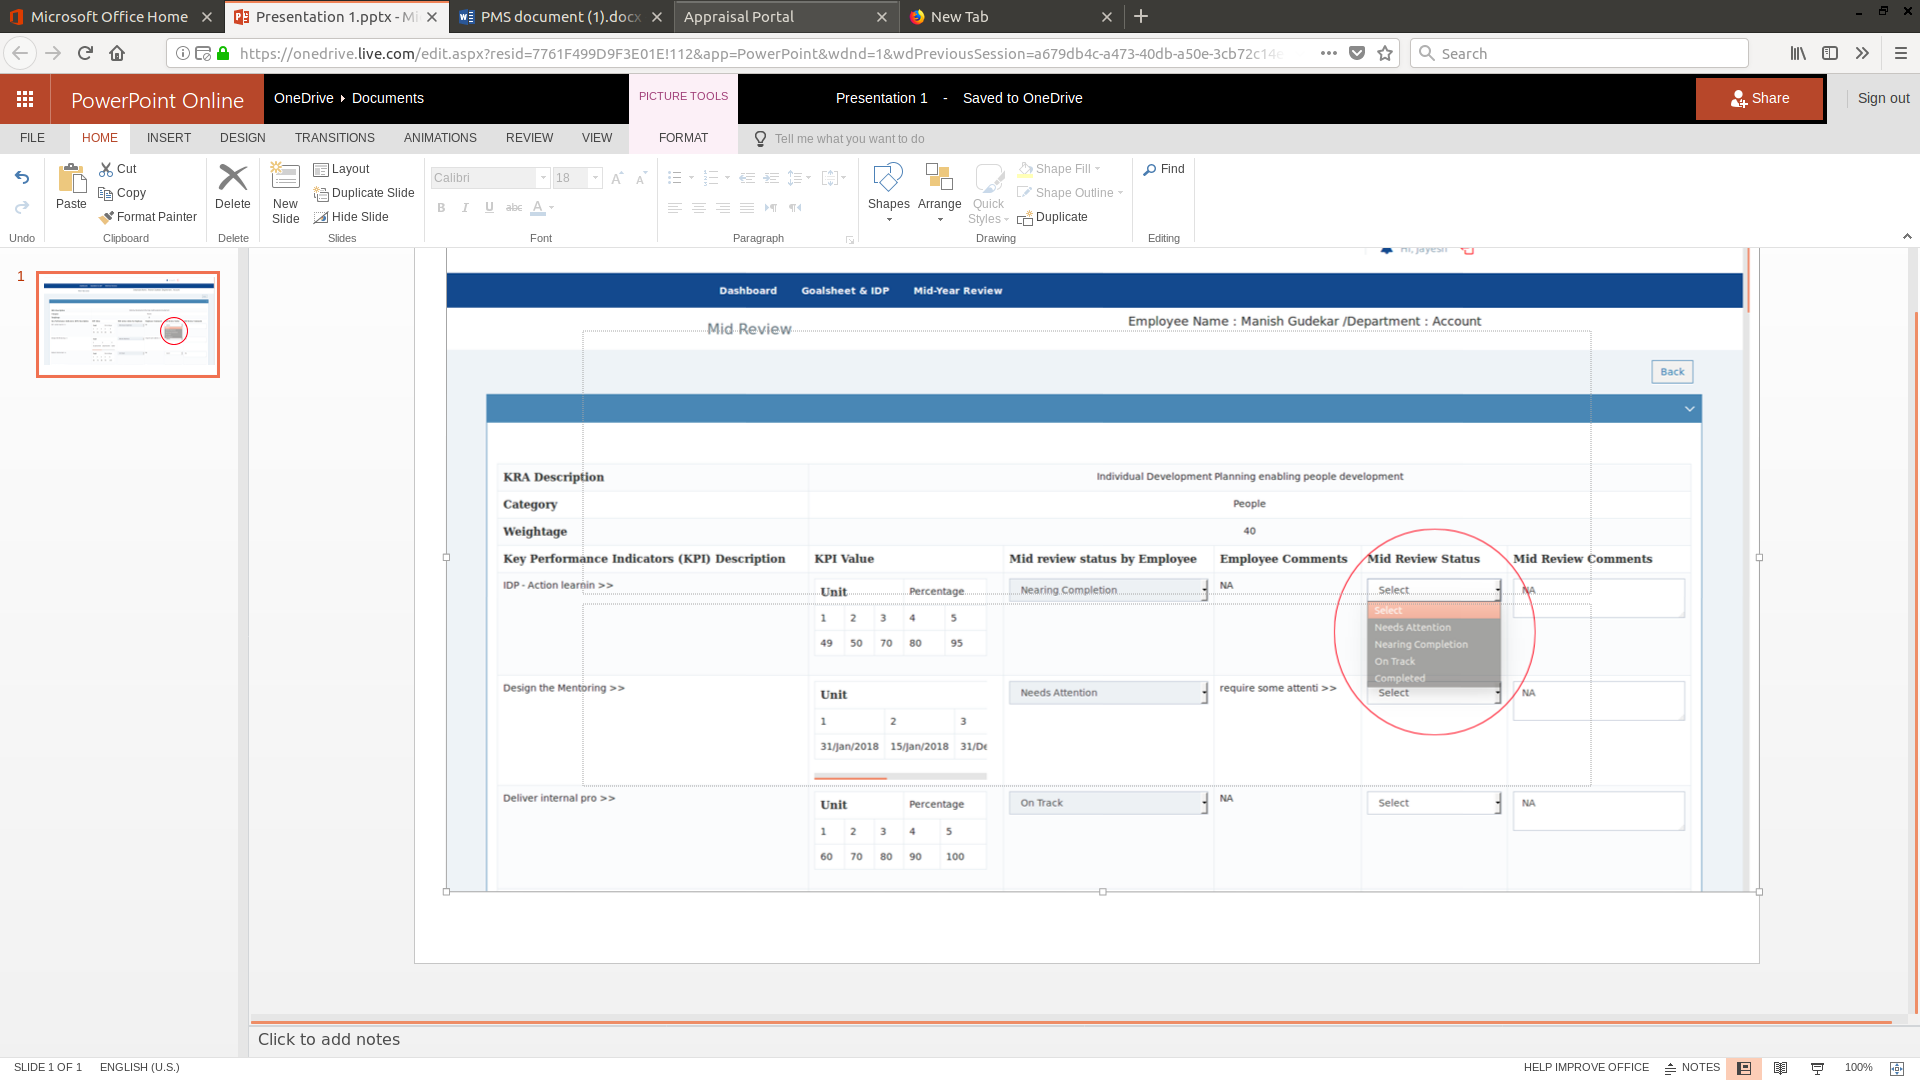 Microsoft Office Home
Presentation 1.pptx - Mi
PMS document (1).docx
Appraisal Portal
New Tab
https://onedrive.live.com/edit.aspx?resid=7761F499D9F3E01E!112&app=PowerPoint&wdnd=1&wdPreviousSession=a679db4c-a473-40db-a50e-3cb72c14e
Search
PowerPoint Online
OneDrive Documents
PICTURE TOOLS
Presentation 1 - Saved to OneDrive
Share
Sign out
FILE HOME INSERT DESIGN TRANSITIONS ANIMATIONS REVIEW VIEW FORMAT
Tell me what you want to do
Undo
Paste
Cut
Copy
Format Painter
Clipboard
Delete
Delete
New Slide
Layout
Duplicate Slide
Hide Slide
Slides
Calibri 18
B I U abc A
Font
Paragraph
Shapes
Arrange
Quick Styles
Shape Fill
Shape Outline
Duplicate
Drawing
Find
Editing
1
Hi, Jayesh
Dashboard Goalsheet & IDP Mid-Year Review
Mid Review
Employee Name : Manish Gudekar /Department : Account
Back
KRA Description Individual Development Planning enabling people development
Category People
Weightage 40
Key Performance Indicators (KPI) Description KPI Value Mid review status by Employee Employee Comments Mid Review Status Mid Review Comments
IDP - Action learnin >>
Unit Percentage
1 2 3 4 5
49 50 70 80 95
Nearing Completion
NA
Select
Select
Needs Attention
Nearing Completion
On Track
Completed
NA
Design the Mentoring >>
Unit
1 2 3
31/Jan/2018 15/Jan/2018 31/De
Needs Attention
require some attenti >>
Select
NA
Deliver internal pro >>
Unit Percentage
1 2 3 4 5
60 70 80 90 100
On Track
NA
Select
NA
Click to add notes
SLIDE 1 OF 1 ENGLISH (U.S.)
HELP IMPROVE OFFICE NOTES 100%